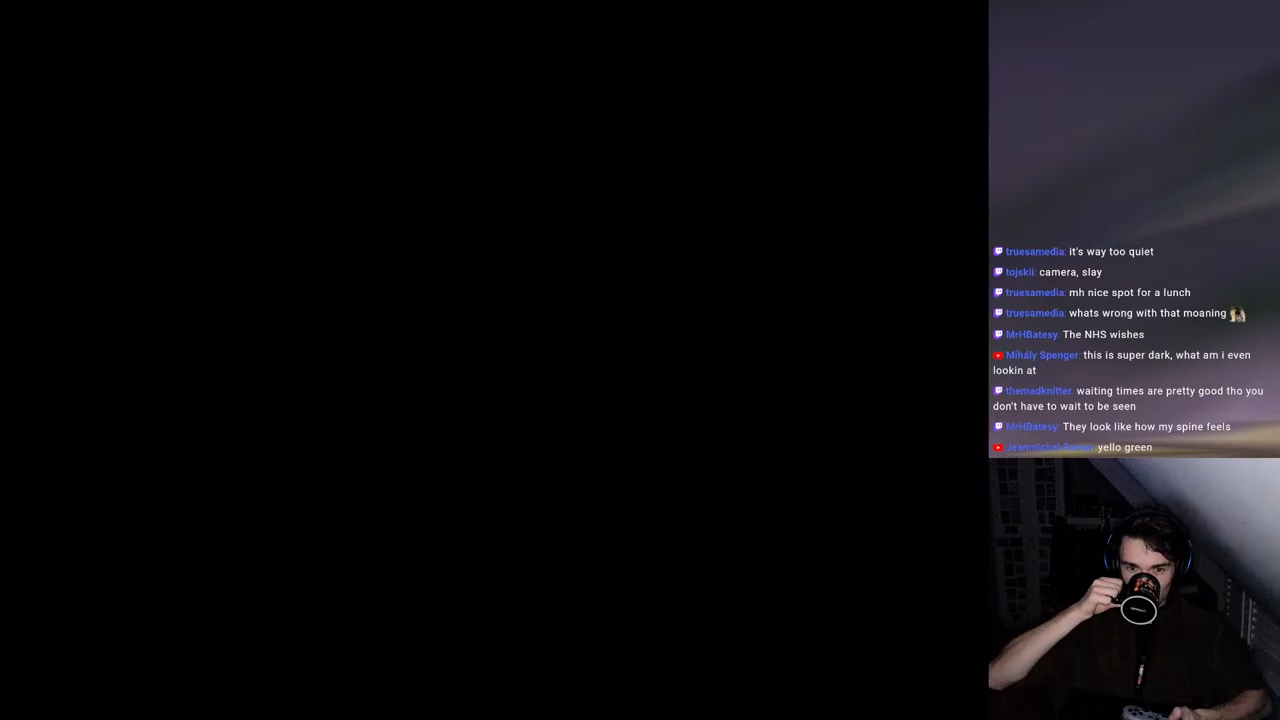 truesamedia: it's way too quiet
tojskii: camera, slay
truesamedia: mh nice spot for a lunch
truesamedia: whats wrong with that moaning
MrHBatesy: The NHS wishes
Mihály Spenger: this is super dark, what am i even
lookin at
themadknitter: waiting times are pretty good tho you
don't have to wait to be seen
MrHBatesy: They look like how my spine feels
Jeanmichel yello green